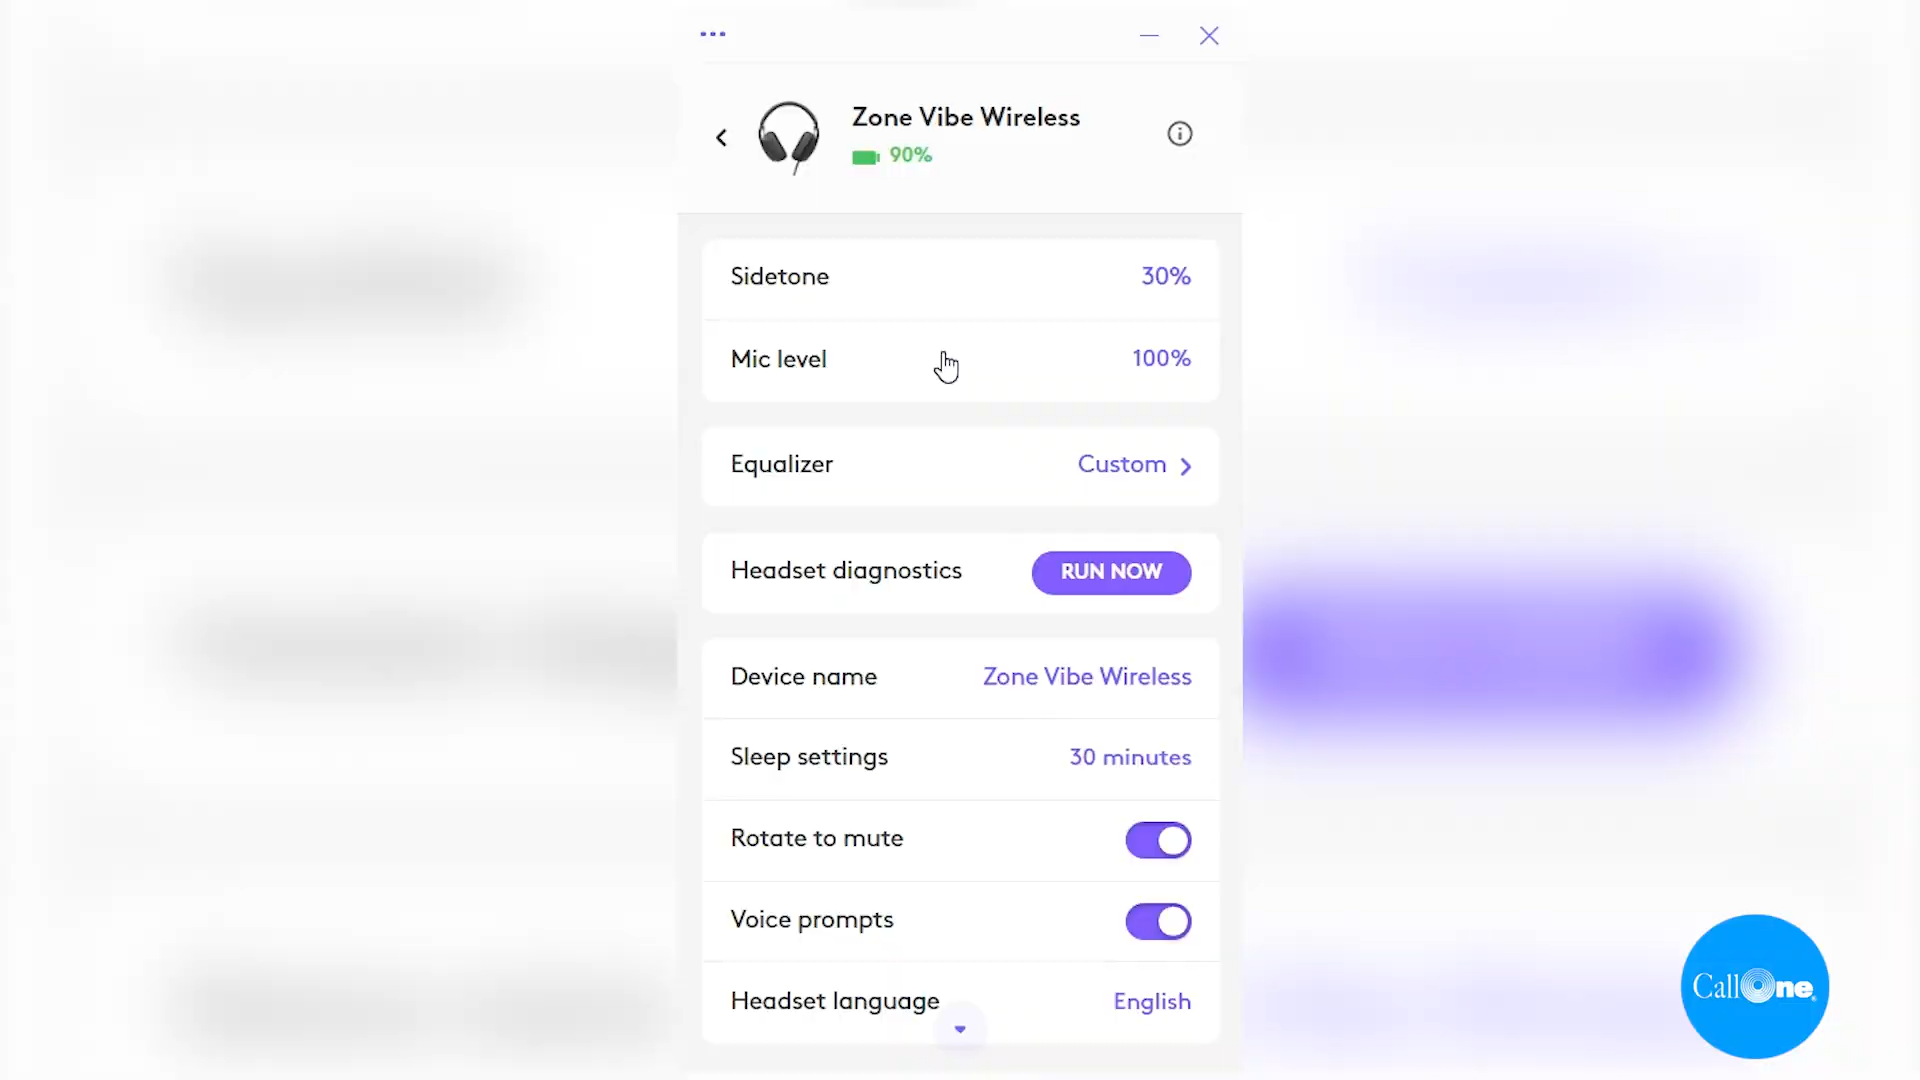 Zone Vibe Wireless
90%
Sidetone 30%
Mic level 100%
Equalizer Custom
Headset diagnostics RUN NOW
Device name Zone Vibe Wireless
Sleep settings 30 minutes
Rotate to mute
Voice prompts
Headset language English
CallOne